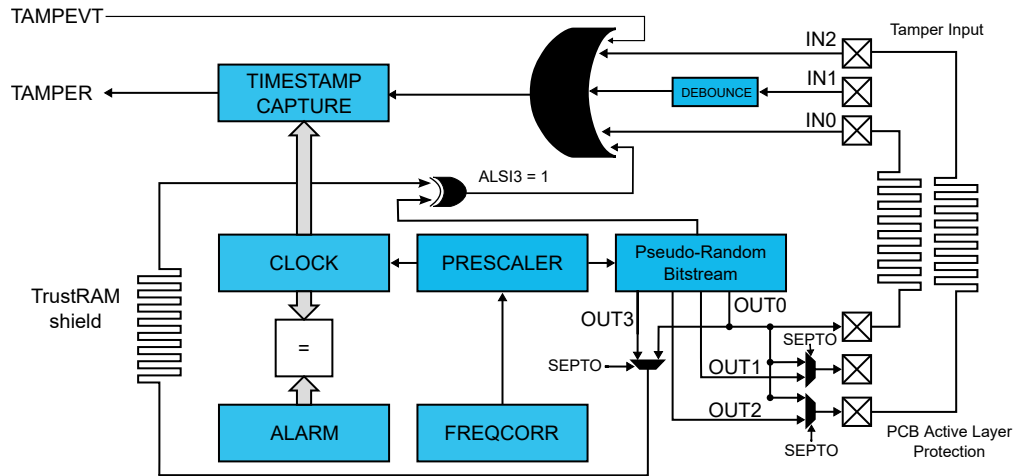 TAMPEVT
IN2
Tamper Input
TIMESTAMP
CAPTURE
TAMPER
DEBOUNCE
IN1
IN0
ALSI3 = 1
CLOCK
PRESCALER
Pseudo-Random
Bitstream
TrustRAM
shield
OUT3
OUT0
=
SEPTO
SEPTO
OUT1
OUT2
ALARM
FREQCORR
SEPTO
PCB Active Layer
Protection